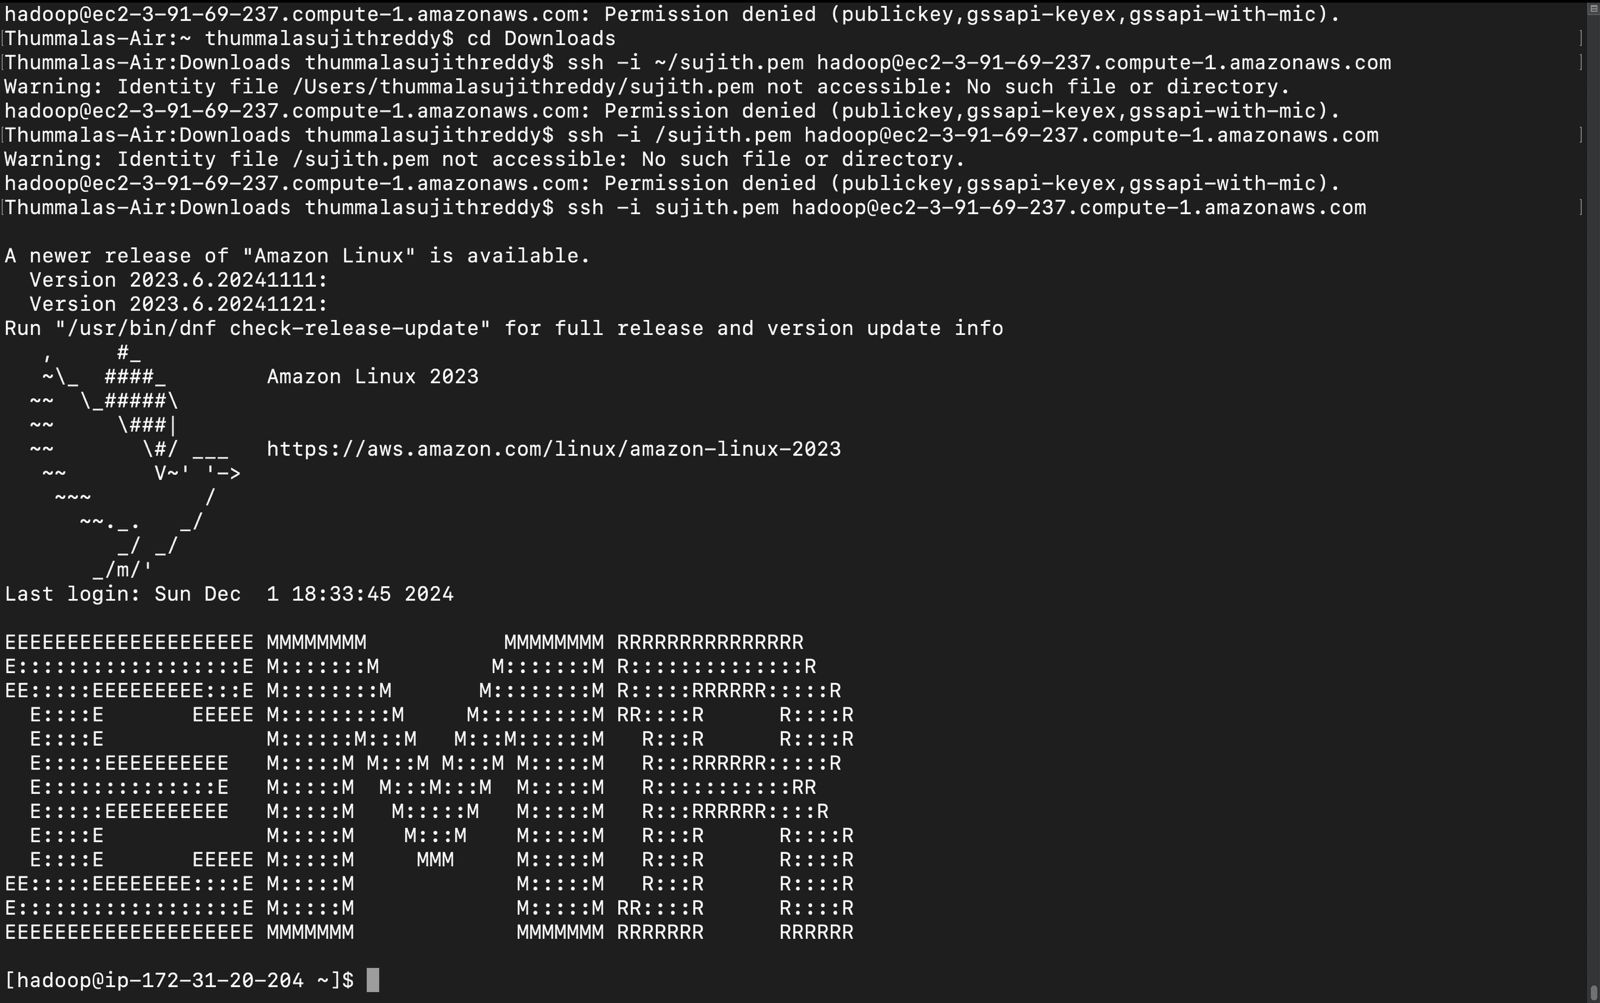 hadoop@ec2-3-91-69-237.compute-1.amazonaws.com: Permission denied (publickey,gssapi-keyex,gssapi-with-mic).
[Thummalas-Air:~ thummalasujithreddy$ cd Downloads ]
[Thummalas-Air:Downloads thummalasujithreddy$ ssh -i ~/sujith.pem hadoop@ec2-3-91-69-237.compute-1.amazonaws.com ]
Warning: Identity file /Users/thummalasujithreddy/sujith.pem not accessible: No such file or directory.
hadoop@ec2-3-91-69-237.compute-1.amazonaws.com: Permission denied (publickey,gssapi-keyex,gssapi-with-mic).
[Thummalas-Air:Downloads thummalasujithreddy$ ssh -i /sujith.pem hadoop@ec2-3-91-69-237.compute-1.amazonaws.com ]
Warning: Identity file /sujith.pem not accessible: No such file or directory.
hadoop@ec2-3-91-69-237.compute-1.amazonaws.com: Permission denied (publickey,gssapi-keyex,gssapi-with-mic).
[Thummalas-Air:Downloads thummalasujithreddy$ ssh -i sujith.pem hadoop@ec2-3-91-69-237.compute-1.amazonaws.com ]

A newer release of "Amazon Linux" is available.
  Version 2023.6.20241111:
  Version 2023.6.20241121:
Run "/usr/bin/dnf check-release-update" for full release and version update info
   ,     #_
   ~\_  ####_        Amazon Linux 2023
  ~~  \_#####\
  ~~     \###|
  ~~       \#/ ___   https://aws.amazon.com/linux/amazon-linux-2023
   ~~       V~' '->
    ~~~         /
      ~~._.   _/
         _/ _/
       _/m/'
Last login: Sun Dec  1 18:33:45 2024

EEEEEEEEEEEEEEEEEEEE MMMMMMMM           MMMMMMMM RRRRRRRRRRRRRRR
E::::::::::::::::::E M:::::::M         M:::::::M R::::::::::::::R
EE:::::EEEEEEEEE:::E M::::::::M       M::::::::M R:::::RRRRRR:::::R
  E::::E       EEEEE M:::::::::M     M:::::::::M RR::::R      R::::R
  E::::E             M::::::M:::M   M:::M::::::M   R:::R      R::::R
  E:::::EEEEEEEEEE   M:::::M M:::M M:::M M:::::M   R:::RRRRRR:::::R
  E::::::::::::::E   M:::::M  M:::M:::M  M:::::M   R:::::::::::RR
  E:::::EEEEEEEEEE   M:::::M   M:::::M   M:::::M   R:::RRRRRR::::R
  E::::E             M:::::M    M:::M    M:::::M   R:::R      R::::R
  E::::E       EEEEE M:::::M     MMM     M:::::M   R:::R      R::::R
EE:::::EEEEEEEE::::E M:::::M             M:::::M   R:::R      R::::R
E::::::::::::::::::E M:::::M             M:::::M RR::::R      R::::R
EEEEEEEEEEEEEEEEEEEE MMMMMMM             MMMMMMM RRRRRRR      RRRRRR

[hadoop@ip-172-31-20-204 ~]$